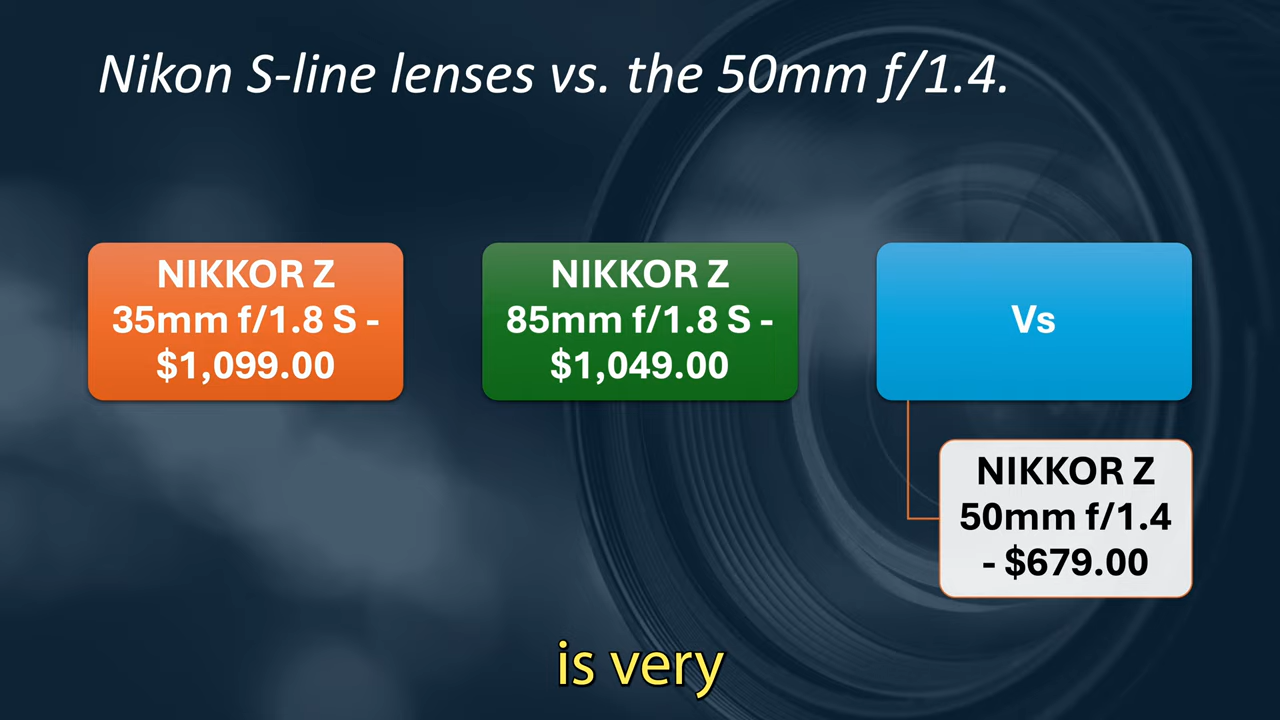 Nikon S-line lenses vs. the 50mm f/1.4.
NIKKOR Z
35mm f/1.8 S -
$1,099.00
NIKKOR Z
85mm f/1.8 S -
$1,049.00
Vs
NIKKOR Z
50mm f/1.4
- $679.00
is very